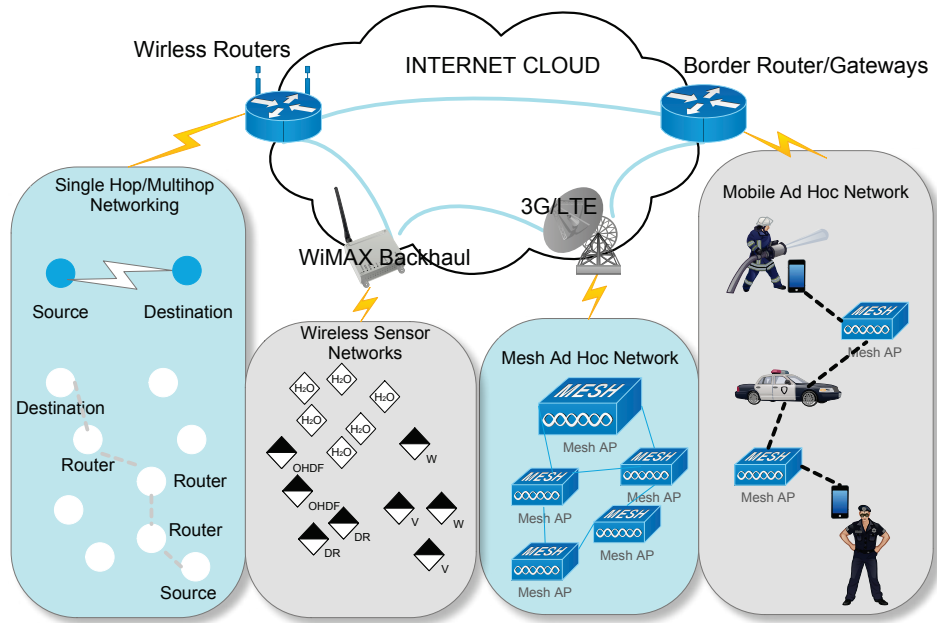 Wirless Routers
INTERNET CLOUD
Border Router/Gateways
3G/LTE
WiMAX Backhaul
Single Hop/Multihop
Networking
Source
Destination
Destination
Router
Router
Router
Source
Wireless Sensor
Networks
H₂O
H₂O
H₂O
H₂O
H₂O
H₂O
OHDF
W
OHDF
DR
DR
V
W
V
Mesh Ad Hoc Network
MESH
Mesh AP
MESH
Mesh AP
MESH
Mesh AP
MESH
Mesh AP
MESH
Mesh AP
Mobile Ad Hoc Network
MESH
Mesh AP
MESH
Mesh AP